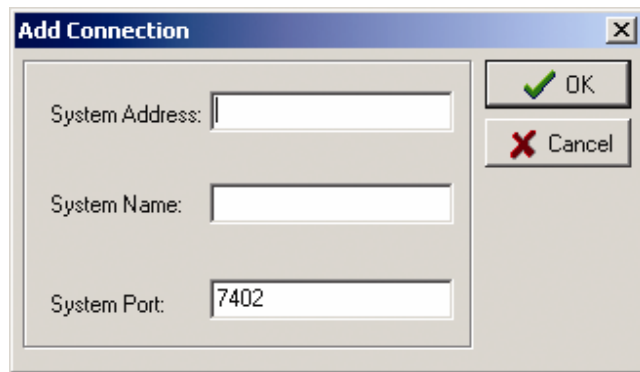 Add Connection
System Address:
OK
Cancel
System Name:
System Port: 7402